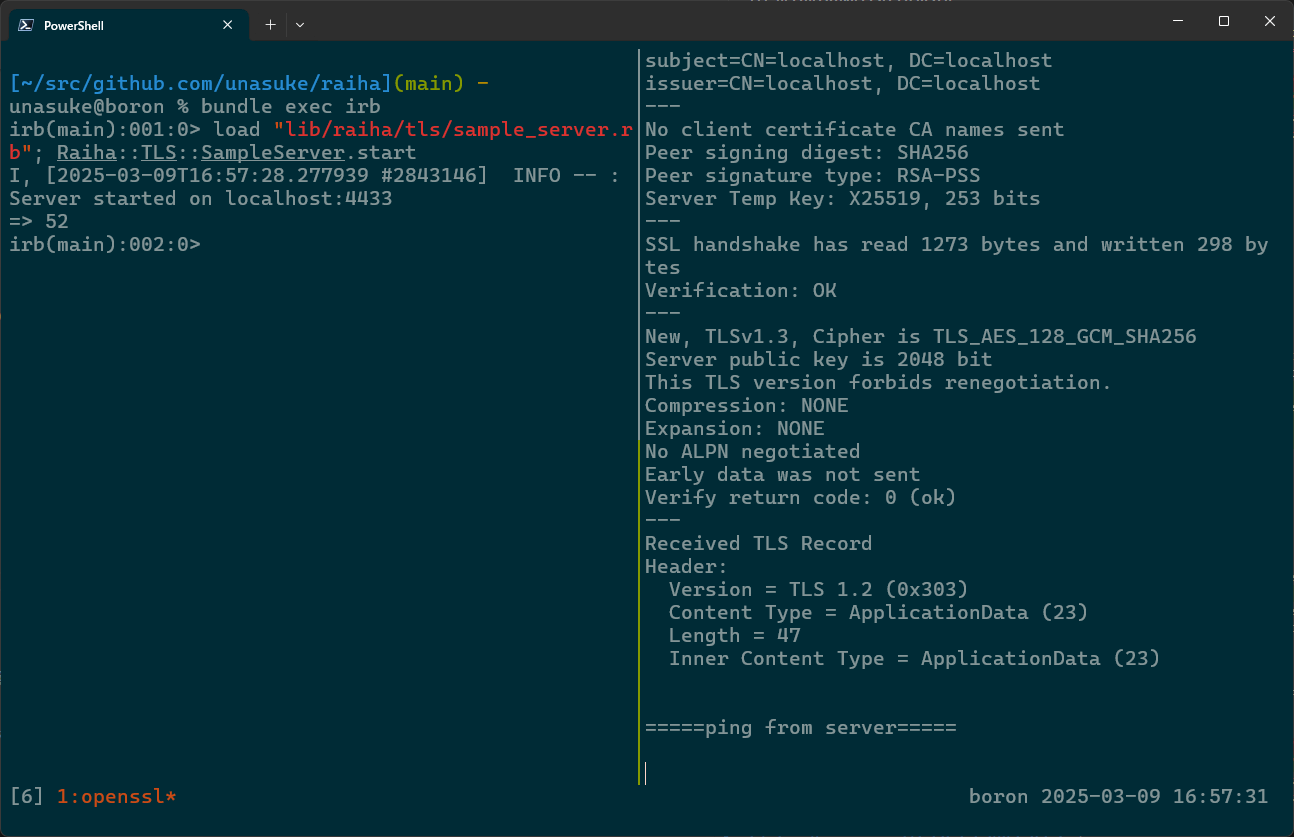 PowerShell
[~/src/github.com/unasuke/raiha](main) -
unasuke@boron % bundle exec irb
irb(main):001:0> load "lib/raiha/tls/sample_server.r
b"; Raiha::TLS::SampleServer.start
I, [2025-03-09T16:57:28.277939 #2843146]  INFO -- :
Server started on localhost:4433
=> 52
irb(main):002:0>
subject=CN=localhost, DC=localhost
issuer=CN=localhost, DC=localhost
---
No client certificate CA names sent
Peer signing digest: SHA256
Peer signature type: RSA-PSS
Server Temp Key: X25519, 253 bits
---
SSL handshake has read 1273 bytes and written 298 by
tes
Verification: OK
---
New, TLSv1.3, Cipher is TLS_AES_128_GCM_SHA256
Server public key is 2048 bit
This TLS version forbids renegotiation.
Compression: NONE
Expansion: NONE
No ALPN negotiated
Early data was not sent
Verify return code: 0 (ok)
---
Received TLS Record
Header:
  Version = TLS 1.2 (0x303)
  Content Type = ApplicationData (23)
  Length = 47
  Inner Content Type = ApplicationData (23)
=====ping from server=====
[6] 1:openssl*
boron 2025-03-09 16:57:31